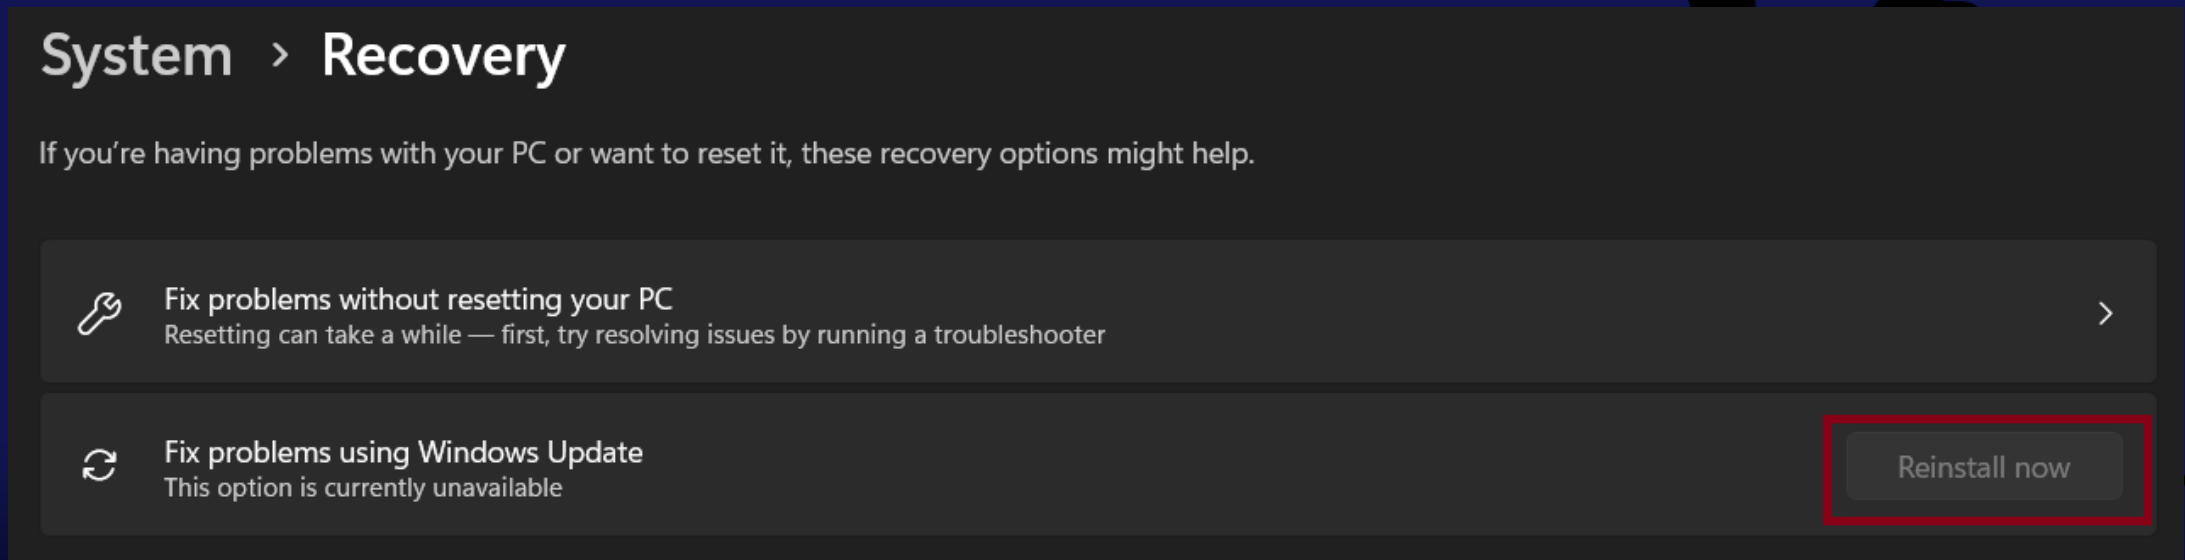 System > Recovery
If you're having problems with your PC or want to reset it, these recovery options might help.
Fix problems without resetting your PC
Resetting can take a while — first, try resolving issues by running a troubleshooter
Fix problems using Windows Update
This option is currently unavailable
Reinstall now